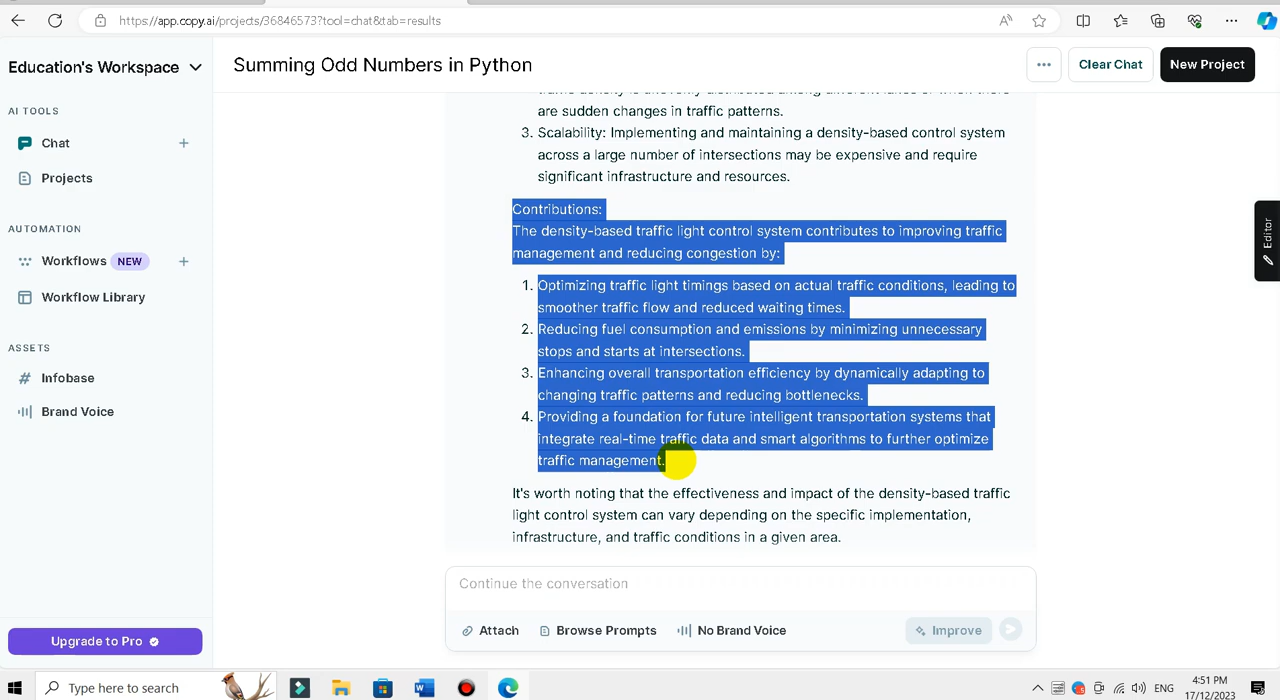 https://app.copy.ai/projects/36846573?tool=chat&tab=results
Education's Workspace
Summing Odd Numbers in Python
Clear Chat
New Project
AI TOOLS
Chat
Projects
AUTOMATION
Workflows NEW
Workflow Library
ASSETS
Infobase
Brand Voice
Upgrade to Pro
are sudden changes in traffic patterns.
3. Scalability: Implementing and maintaining a density-based control system
across a large number of intersections may be expensive and require
significant infrastructure and resources.
Contributions:
The density-based traffic light control system contributes to improving traffic
management and reducing congestion by:
1. Optimizing traffic light timings based on actual traffic conditions, leading to
smoother traffic flow and reduced waiting times.
2. Reducing fuel consumption and emissions by minimizing unnecessary
stops and starts at intersections.
3. Enhancing overall transportation efficiency by dynamically adapting to
changing traffic patterns and reducing bottlenecks.
4. Providing a foundation for future intelligent transportation systems that
integrate real-time traffic data and smart algorithms to further optimize
traffic management.
It's worth noting that the effectiveness and impact of the density-based traffic
light control system can vary depending on the specific implementation,
infrastructure, and traffic conditions in a given area.
Continue the conversation
Attach
Browse Prompts
No Brand Voice
Improve
Editor
Type here to search
ENG
4:51 PM
17/12/2023